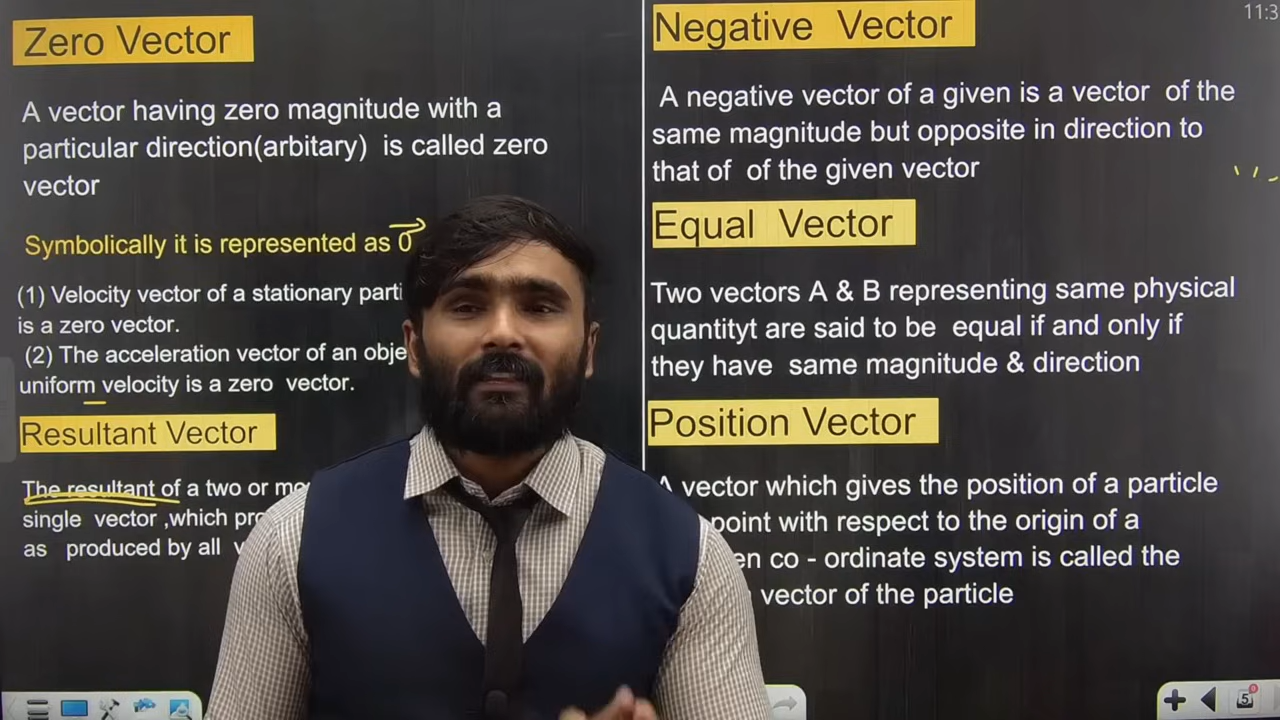 Zero Vector
A vector having zero magnitude with a
particular direction(arbitary) is called zero
vector
Symbolically it is represented as 0
(1) Velocity vector of a stationary parti
is a zero vector.
(2) The acceleration vector of an obje
uniform velocity is a zero vector.
Resultant Vector
The resultant of a two or mo
single vector ,which pro
as produced by all
Negative Vector
A negative vector of a given is a vector of the
same magnitude but opposite in direction to
that of of the given vector
Equal Vector
Two vectors A & B representing same physical
quantityt are said to be equal if and only if
they have same magnitude & direction
Position Vector
A vector which gives the position of a particle
point with respect to the origin of a
en co - ordinate system is called the
vector of the particle
11:3
5